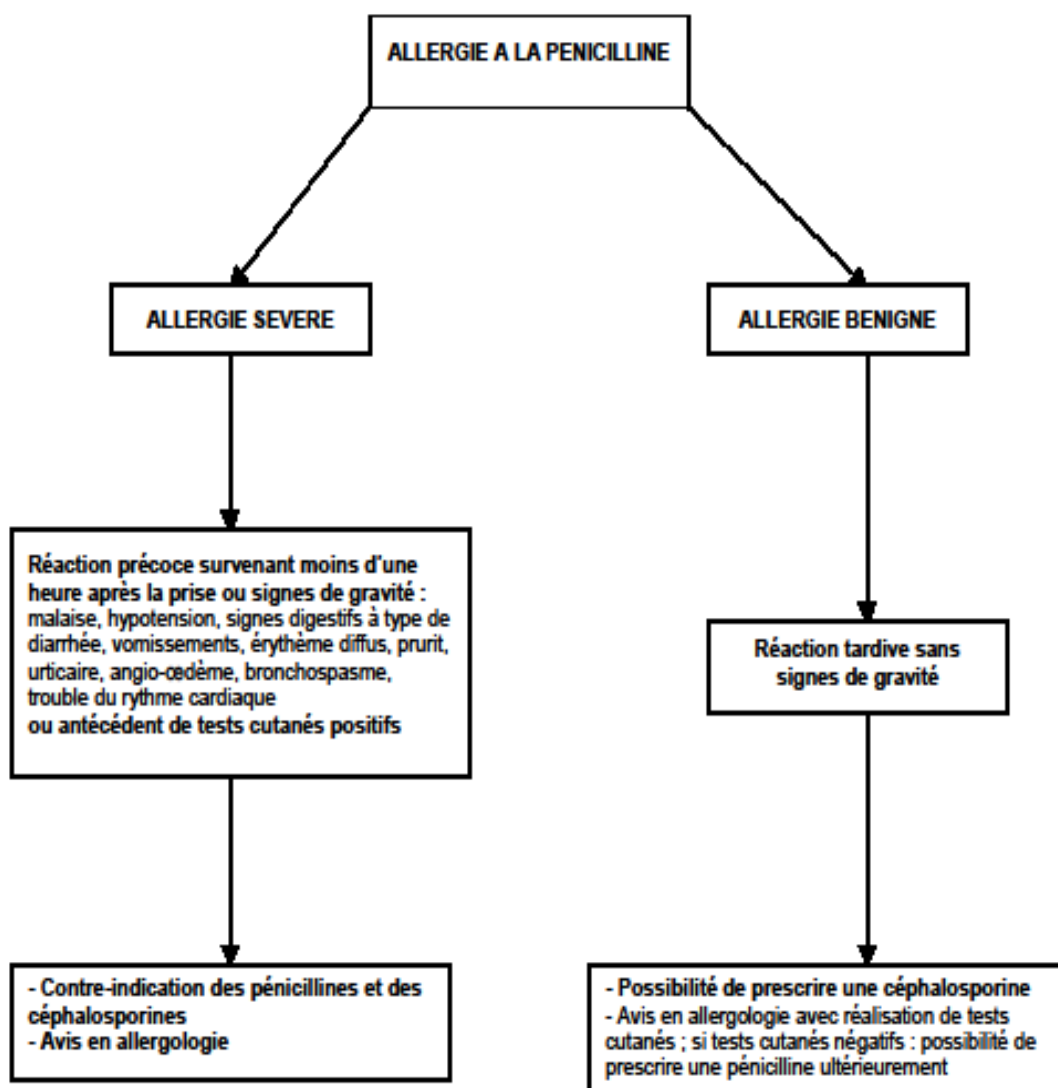 ALLERGIE A LA PENICILLINE
ALLERGIE SEVERE
ALLERGIE BENIGNE
Réaction précoce survenant moins d'une
heure après la prise ou signes de gravité :
malaise, hypotension, signes digestifs à type de
diarrhée, vomissements, érythème diffus, prurit,
urticaire, angio-œdème, bronchospasme,
trouble du rythme cardiaque
ou antécédent de tests cutanés positifs
Réaction tardive sans
signes de gravité
- Contre-indication des pénicillines et des
céphalosporines
- Avis en allergologie
- Possibilité de prescrire une céphalosporine
- Avis en allergologie avec réalisation de tests
cutanés ; si tests cutanés négatifs : possibilité de
prescrire une pénicilline ultérieurement